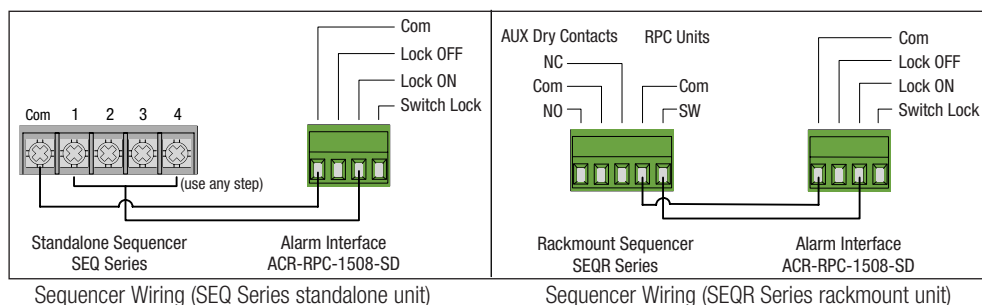 Com
Lock OFF
Lock ON
Switch Lock
Com 1 2 3 4
(use any step)
Standalone Sequencer
SEQ Series
Alarm Interface
ACR-RPC-1508-SD
AUX Dry Contacts
NC
Com
NO
RPC Units
Com
SW
Com
Lock OFF
Lock ON
Switch Lock
Rackmount Sequencer
SEQR Series
Alarm Interface
ACR-RPC-1508-SD
Sequencer Wiring (SEQ Series standalone unit)
Sequencer Wiring (SEQR Series rackmount unit)